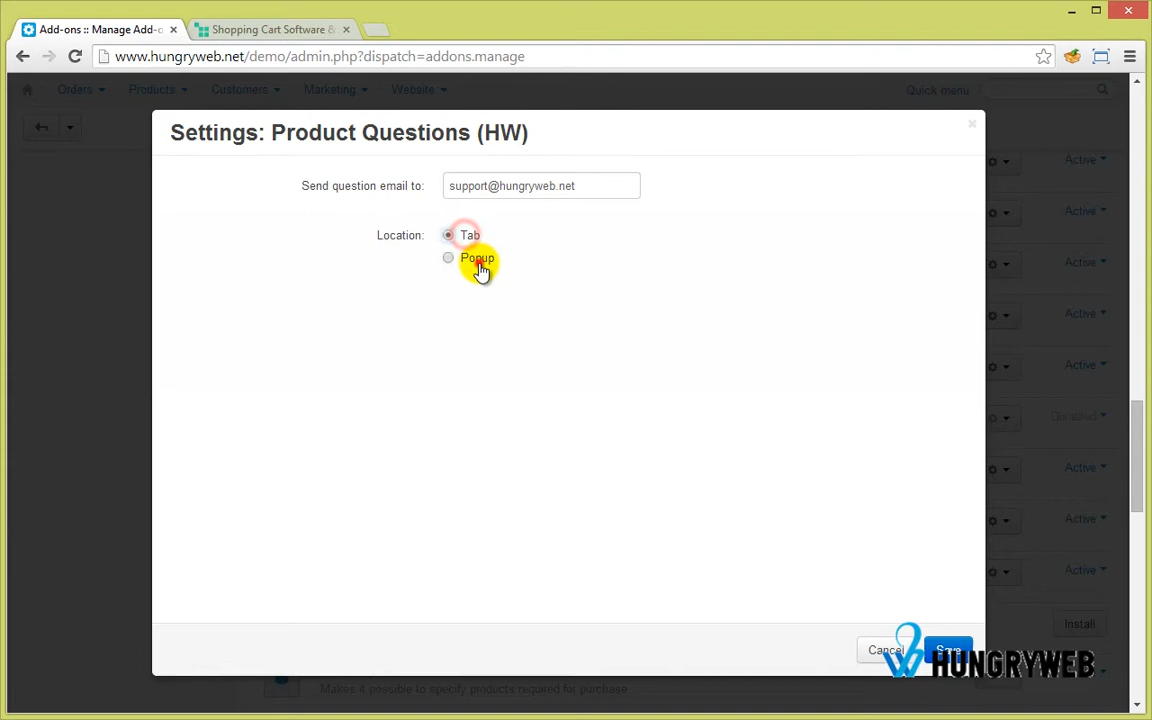 Add-ons :: Manage Add-o
Shopping Cart Software &
www.hungryweb.net/demo/admin.php?dispatch=addons.manage
Orders Products Customers Marketing Website Quick menu
Settings: Product Questions (HW)
Send question email to: support@hungryweb.net
Location: Tab
Popup
Active
Active
Active
Active
Active
Disabled
Active
Active
Active
Install
Cancel Save
HUNGRYWEB
Makes it possible to specify products required for purchase